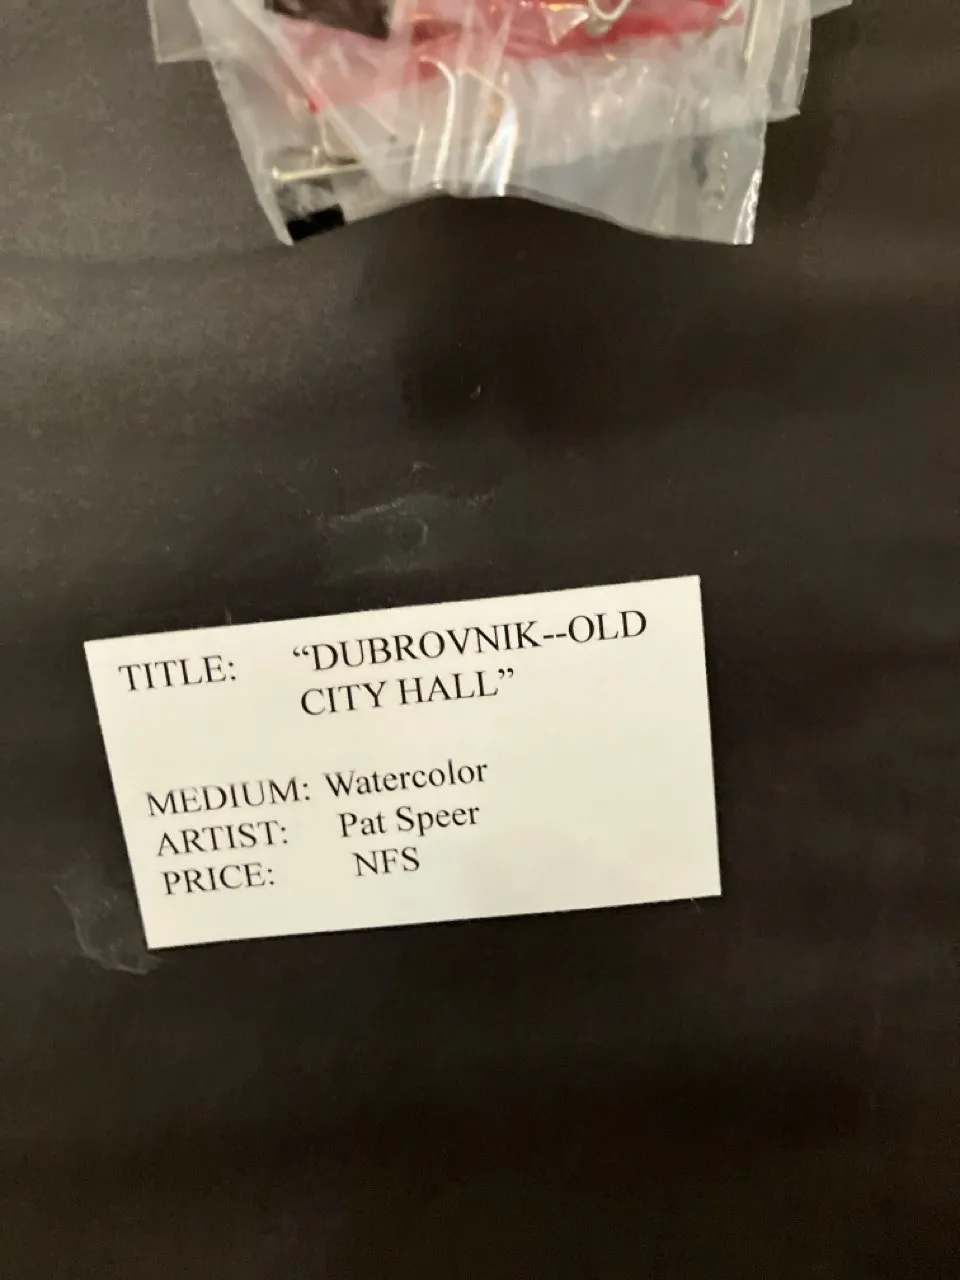 TITLE: “DUBROVNIK--OLD
CITY HALL”
MEDIUM: Watercolor
ARTIST: Pat Speer
PRICE: NFS